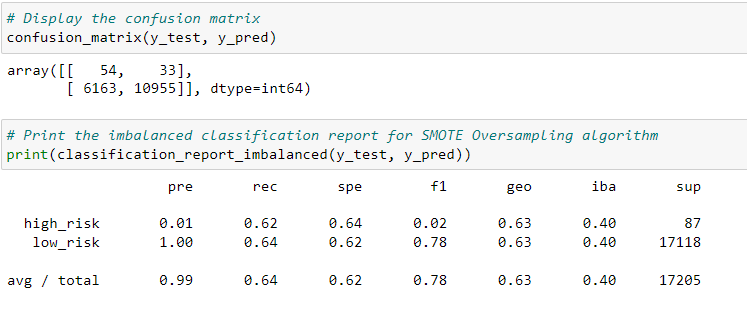 # Display the confusion matrix
confusion_matrix(y_test, y_pred)
array([[   54,    33],
       [ 6163, 10955]], dtype=int64)
# Print the imbalanced classification report for SMOTE Oversampling algorithm
print(classification_report_imbalanced(y_test, y_pred))
pre rec spe f1 geo iba sup
high_risk 0.01 0.62 0.64 0.02 0.63 0.40 87
low_risk 1.00 0.64 0.62 0.78 0.63 0.40 17118
avg / total 0.99 0.64 0.62 0.78 0.63 0.40 17205